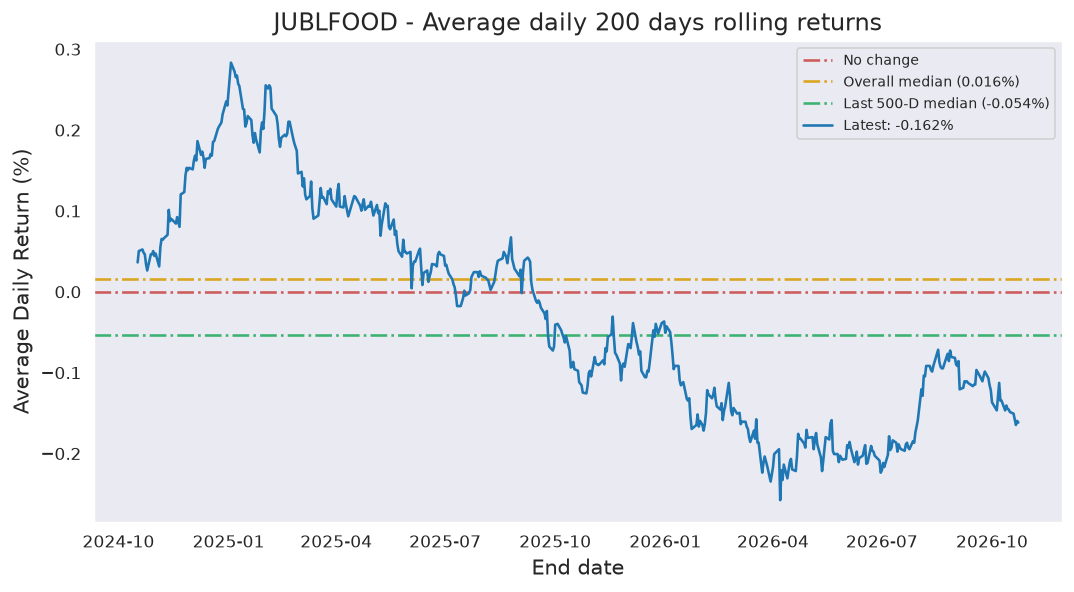 JUBLFOOD - Average daily 200 days rolling returns
No change
Overall median (0.016%)
Last 500-D median (-0.054%)
Latest: -0.162%
Average Daily Return (%)
0.3
0.2
0.1
0.0
−0.1
−0.2
2024-10 2025-01 2025-04 2025-07 2025-10 2026-01 2026-04 2026-07 2026-10
End date